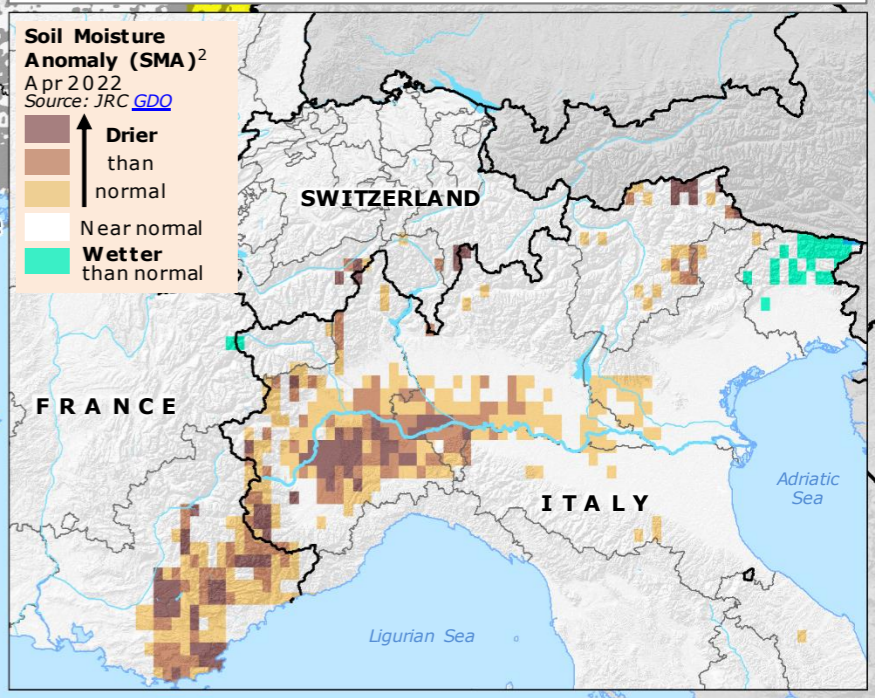 Soil Moisture
Anomaly (SMA)2
Apr 2022
Source: JRC GDO
Drier
than
normal
Near normal
Wetter
than normal
SWITZERLAND
FRANCE
ITALY
Adriatic
Sea
Ligurian Sea